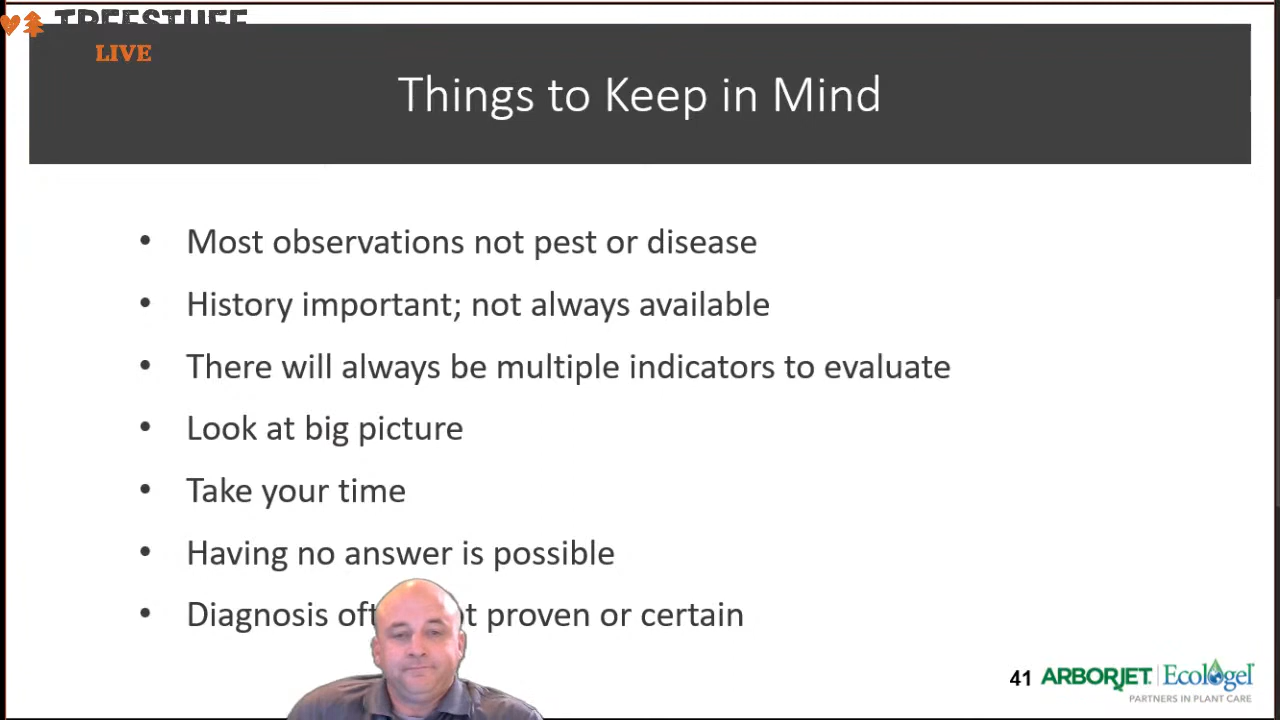 TREESTUFF
LIVE
Things to Keep in Mind
• Most observations not pest or disease
• History important; not always available
• There will always be multiple indicators to evaluate
• Look at big picture
• Take your time
• Having no answer is possible
• Diagnosis proven or certain
41 ARBORJET Ecologel
PARTNERS IN PLANT CARE